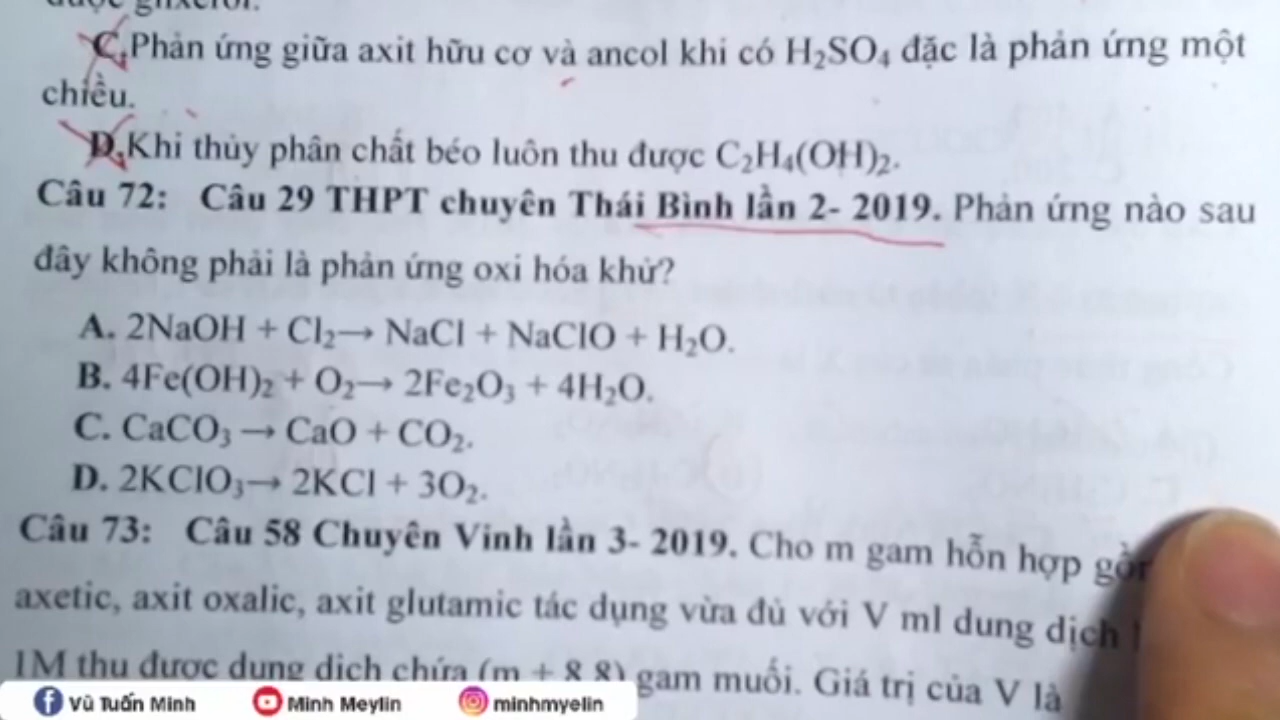 được glixerol.
C. Phản ứng giữa axit hữu cơ và ancol khi có H₂SO₄ đặc là phản ứng một
chiều.
D. Khi thủy phân chất béo luôn thu được C₂H₄(OH)₂.
Câu 72: Câu 29 THPT chuyên Thái Bình lần 2- 2019. Phản ứng nào sau
đây không phải là phản ứng oxi hóa khử?
A. 2NaOH + Cl₂→ NaCl + NaClO + H₂O.
B. 4Fe(OH)₂ + O₂→ 2Fe₂O₃ + 4H₂O.
C. CaCO₃ → CaO + CO₂.
D. 2KClO₃→ 2KCl + 3O₂.
Câu 73: Câu 58 Chuyên Vinh lần 3- 2019. Cho m gam hỗn hợp
axetic, axit oxalic, axit glutamic tác dụng vừa đủ với V ml dung dịch
1M thu được dung dịch chứa (m + 8,8) gam muối. Giá trị của V là
Vũ Tuấn Minh Minh Meylin minhmyelin